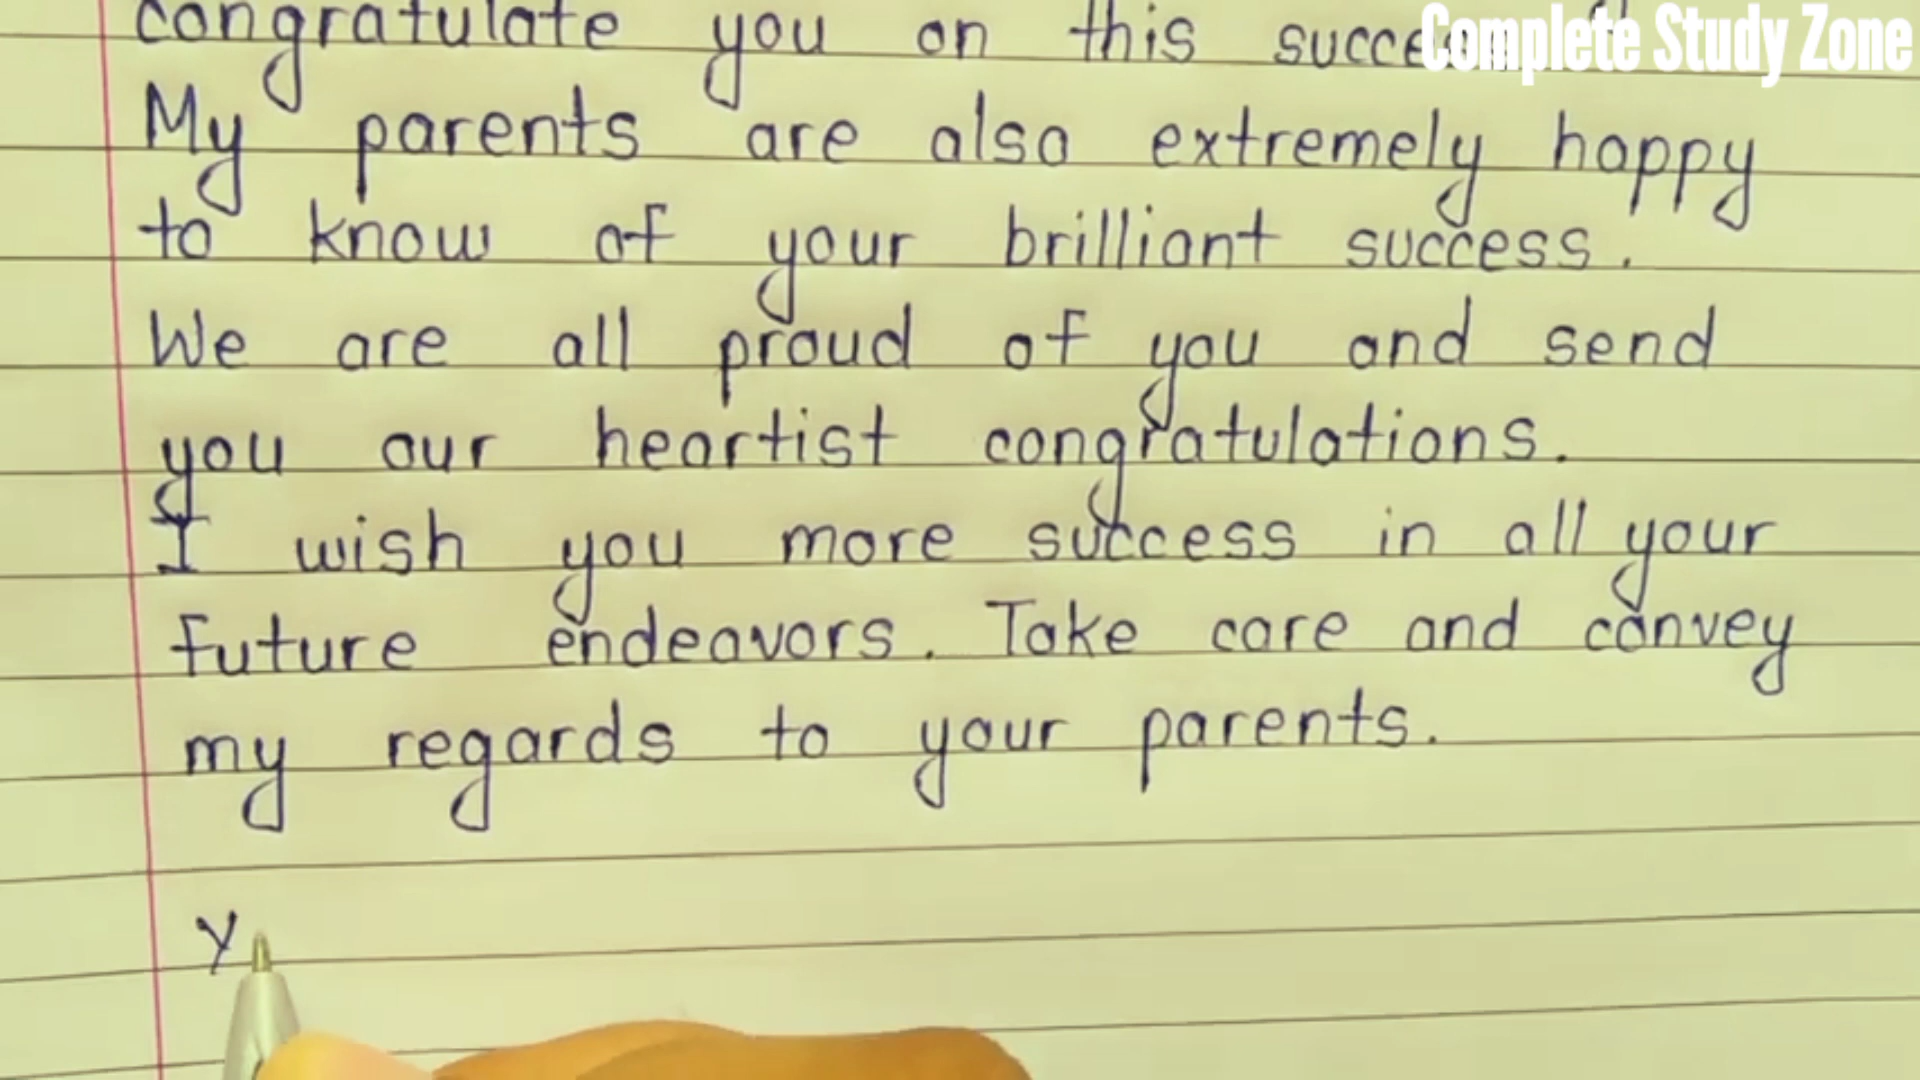 congratulate you on this
Complete Study Zone
My parents are also extremely happy
to know of your brilliant success.
We are all proud of you and send
you our heartist congratulations.
I wish you more success in all your
future endeavors. Take care and convey
my regards to your parents.
Y